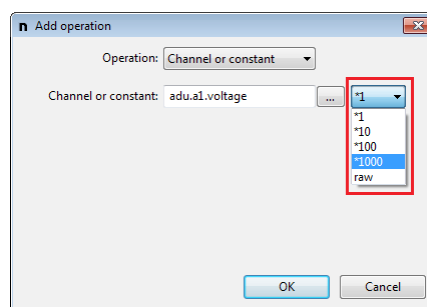 n Add operation
Operation: Channel or constant
Channel or constant: adu.a1.voltage ... *1
*1
*10
*100
*1000
raw
OK Cancel